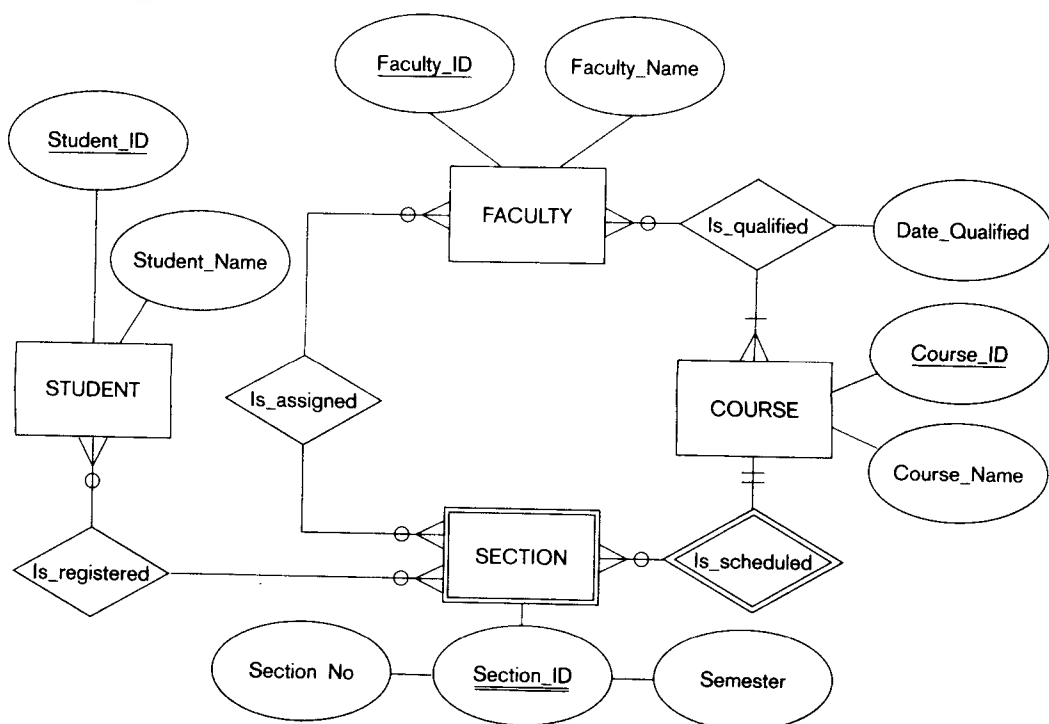 Faculty_ID
Faculty_Name
Student_ID
FACULTY
Is_qualified
Date_Qualified
Student_Name
Course_ID
STUDENT
Is_assigned
COURSE
Course_Name
Is_registered
SECTION
Is_scheduled
Section No
Section_ID
Semester